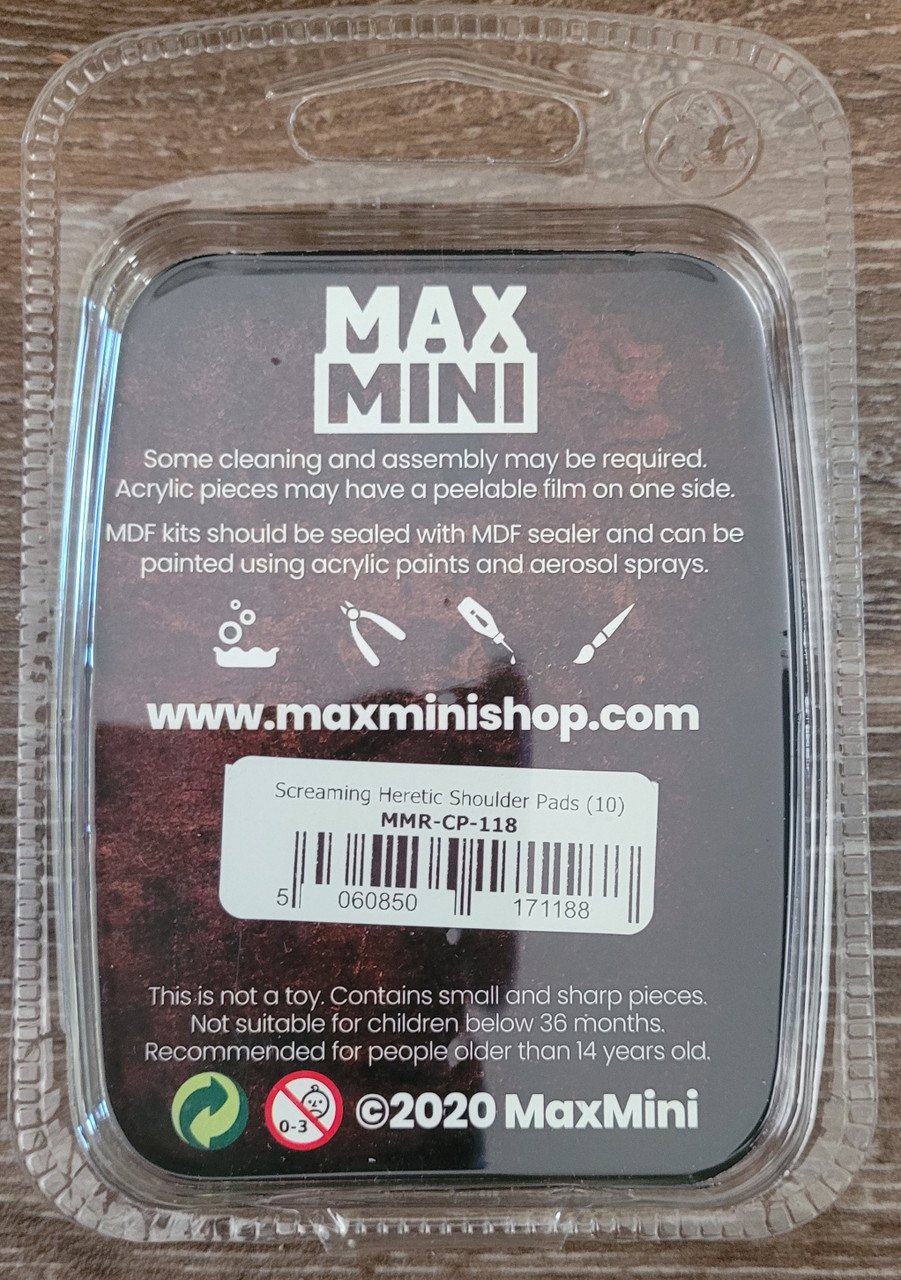 MAX
MINI
Some cleaning and assembly may be required.
Acrylic pieces may have a peelable film on one side.
MDF kits should be sealed with MDF sealer and can be
painted using acrylic paints and aerosol sprays.
www.maxminishop.com
Screaming Heretic Shoulder Pads (10)
MMR-CP-118
5 060850 171188
This is not a toy. Contains small and sharp pieces.
Not suitable for children below 36 months.
Recommended for people older than 14 years old.
0-3 ©2020 MaxMini